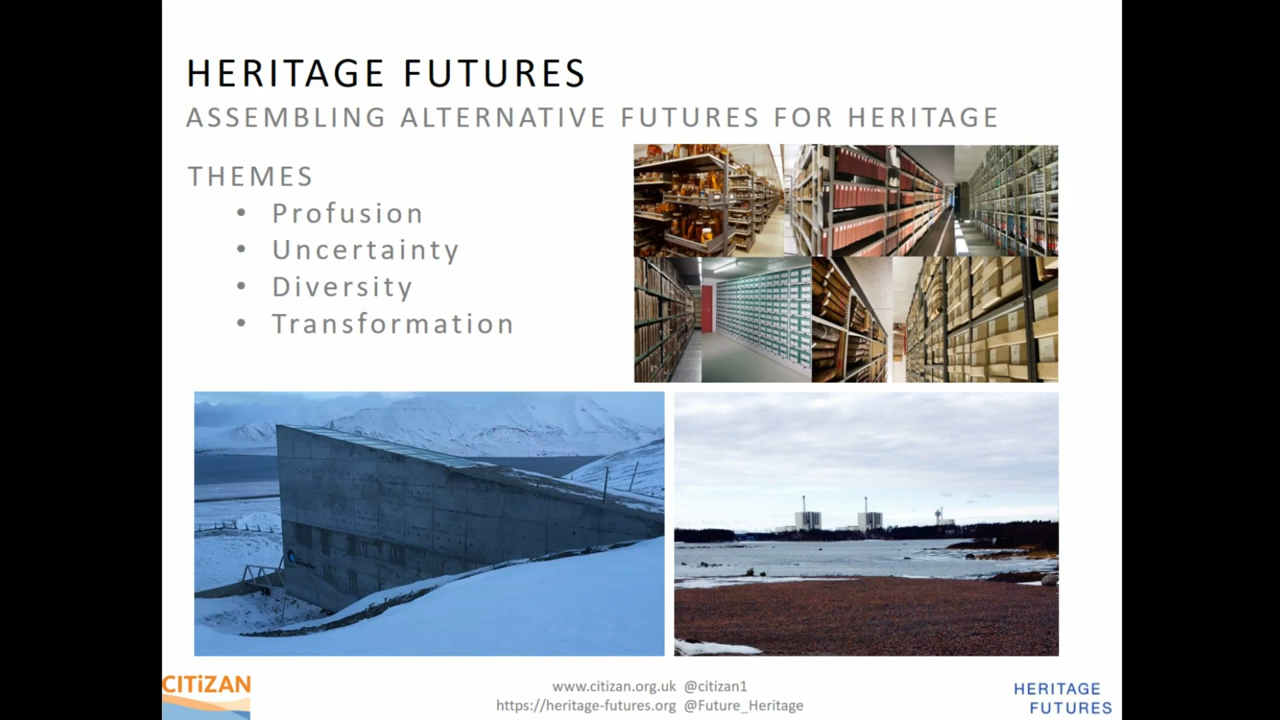 HERITAGE FUTURES
ASSEMBLING ALTERNATIVE FUTURES FOR HERITAGE
THEMES
• Profusion
• Uncertainty
• Diversity
• Transformation
CITiZAN
www.citizan.org.uk @citizan1
https://heritage-futures.org @Future_Heritage
HERITAGE
FUTURES